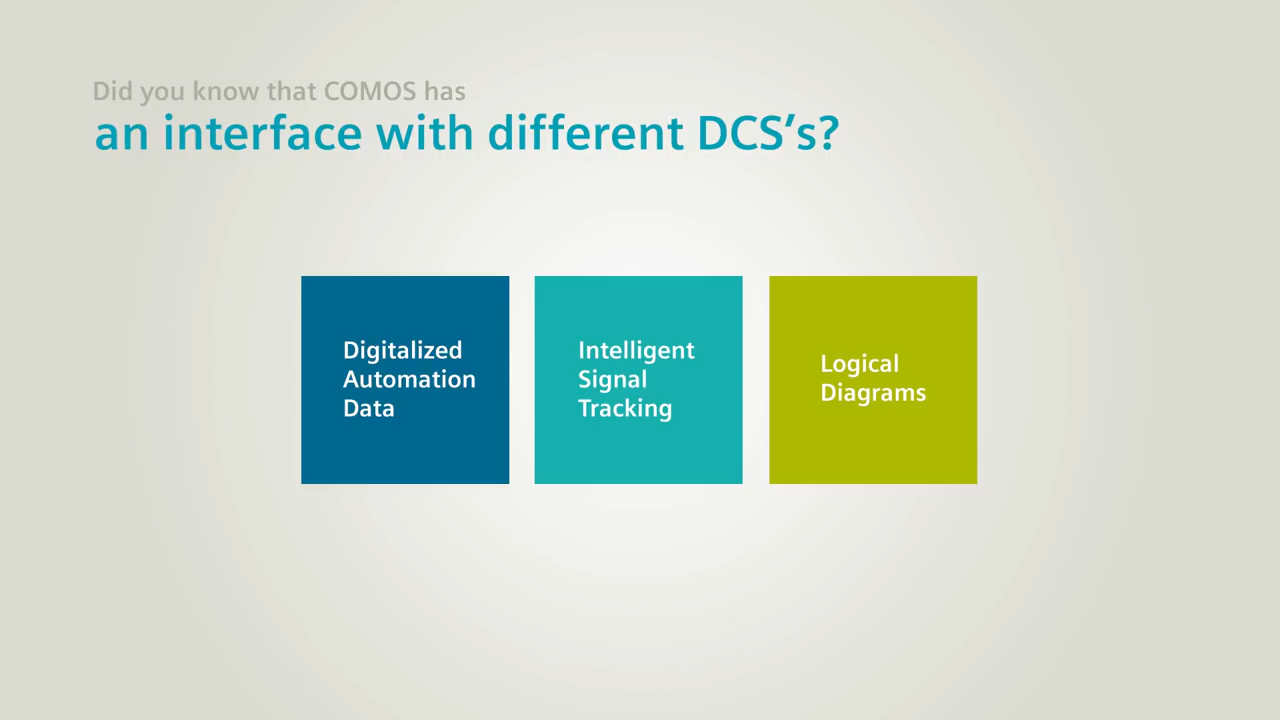 Did you know that COMOS has
an interface with different DCS’s?
Digitalized
Automation
Data
Intelligent
Signal
Tracking
Logical
Diagrams